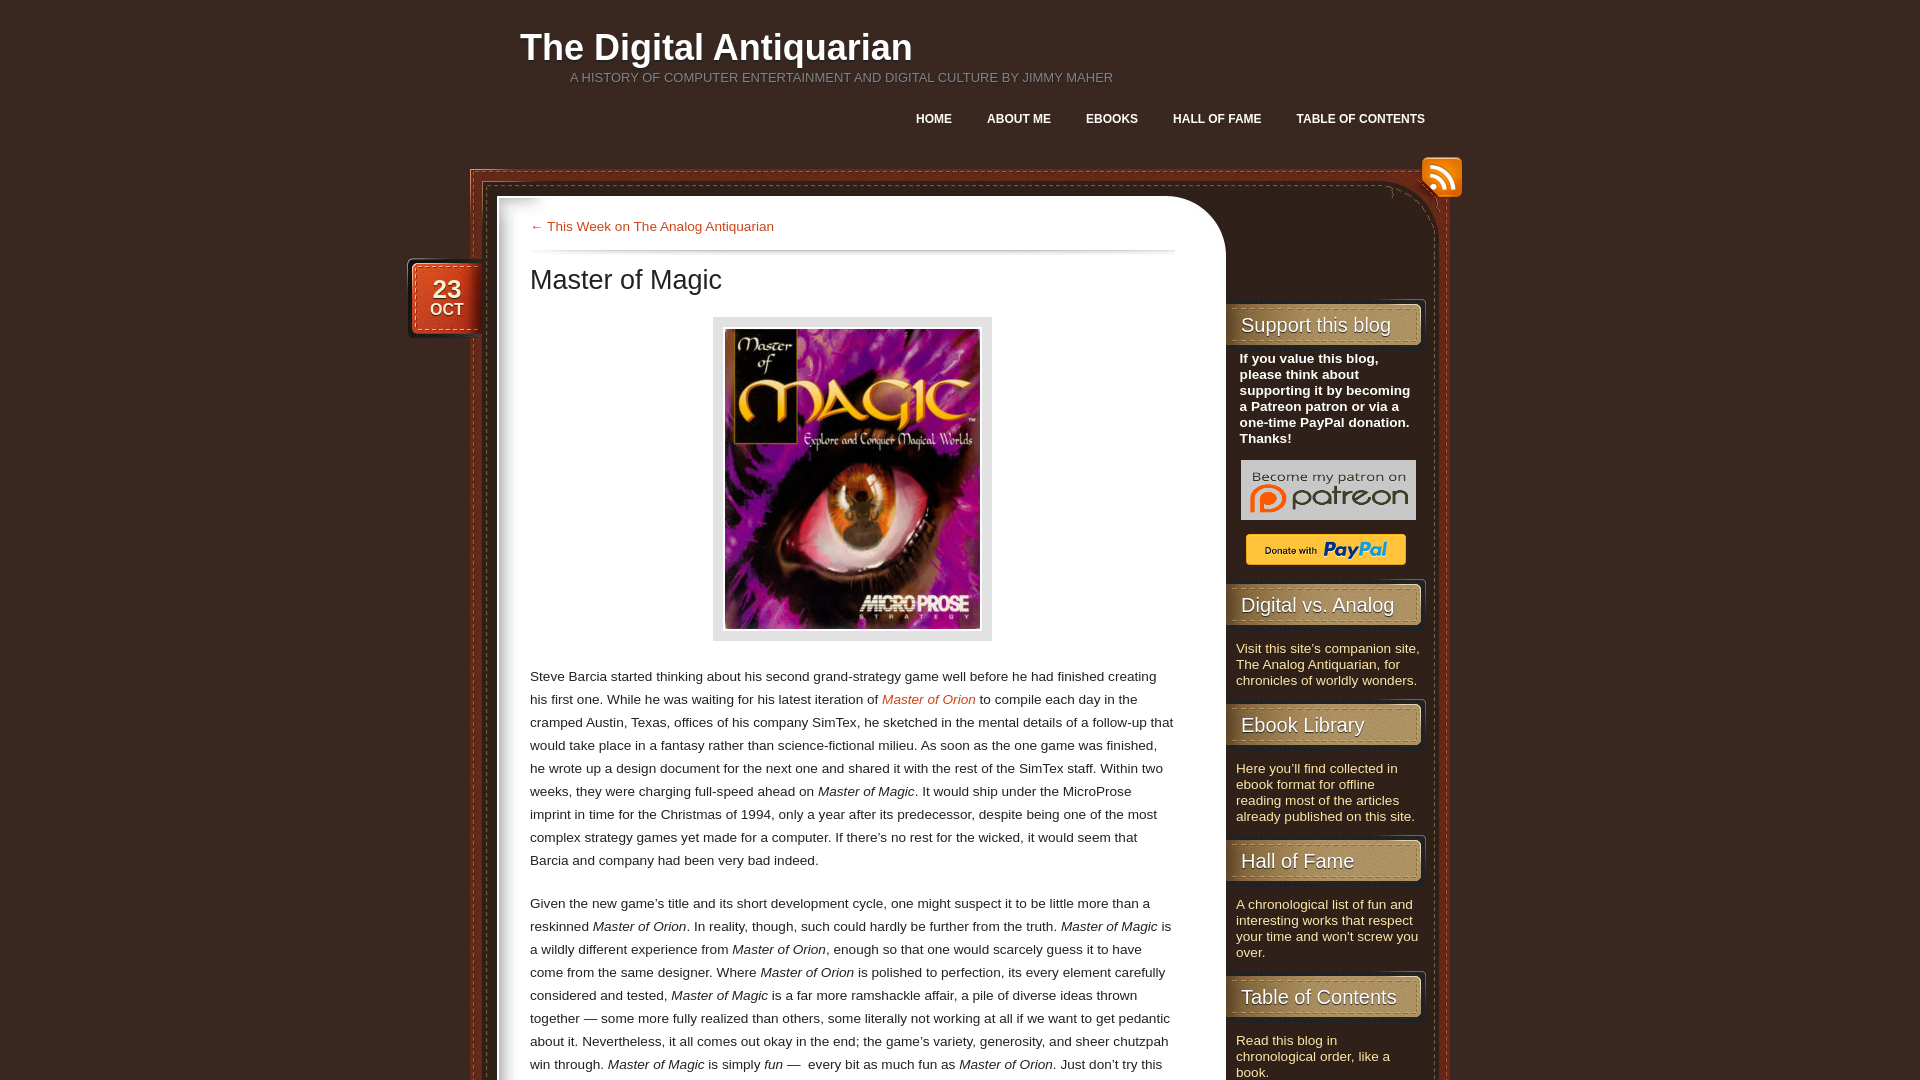 The Digital Antiquarian
A HISTORY OF COMPUTER ENTERTAINMENT AND DIGITAL CULTURE BY JIMMY MAHER
HOME ABOUT ME EBOOKS HALL OF FAME TABLE OF CONTENTS
← This Week on The Analog Antiquarian
23
OCT
Master of Magic
Master
of
MAGIC™
Explore and Conquer Magical Worlds
MICROPROSE
STRATEGY
Steve Barcia started thinking about his second grand-strategy game well before he had finished creating
his first one. While he was waiting for his latest iteration of Master of Orion to compile each day in the
cramped Austin, Texas, offices of his company SimTex, he sketched in the mental details of a follow-up that
would take place in a fantasy rather than science-fictional milieu. As soon as the one game was finished,
he wrote up a design document for the next one and shared it with the rest of the SimTex staff. Within two
weeks, they were charging full-speed ahead on Master of Magic. It would ship under the MicroProse
imprint in time for the Christmas of 1994, only a year after its predecessor, despite being one of the most
complex strategy games yet made for a computer. If there’s no rest for the wicked, it would seem that
Barcia and company had been very bad indeed.
Given the new game’s title and its short development cycle, one might suspect it to be little more than a
reskinned Master of Orion. In reality, though, such could hardly be further from the truth. Master of Magic is
a wildly different experience from Master of Orion, enough so that one would scarcely guess it to have
come from the same designer. Where Master of Orion is polished to perfection, its every element carefully
considered and tested, Master of Magic is a far more ramshackle affair, a pile of diverse ideas thrown
together — some more fully realized than others, some literally not working at all if we want to get pedantic
about it. Nevertheless, it all comes out okay in the end; the game’s variety, generosity, and sheer chutzpah
win through. Master of Magic is simply fun —  every bit as much fun as Master of Orion. Just don’t try this
Support this blog
If you value this blog,
please think about
supporting it by becoming
a Patreon patron or via a
one-time PayPal donation.
Thanks!
Become my patron on
patreon
Donate with PayPal
Digital vs. Analog
Visit this site’s companion site,
The Analog Antiquarian, for
chronicles of worldly wonders.
Ebook Library
Here you’ll find collected in
ebook format for offline
reading most of the articles
already published on this site.
Hall of Fame
A chronological list of fun and
interesting works that respect
your time and won't screw you
over.
Table of Contents
Read this blog in
chronological order, like a
book.